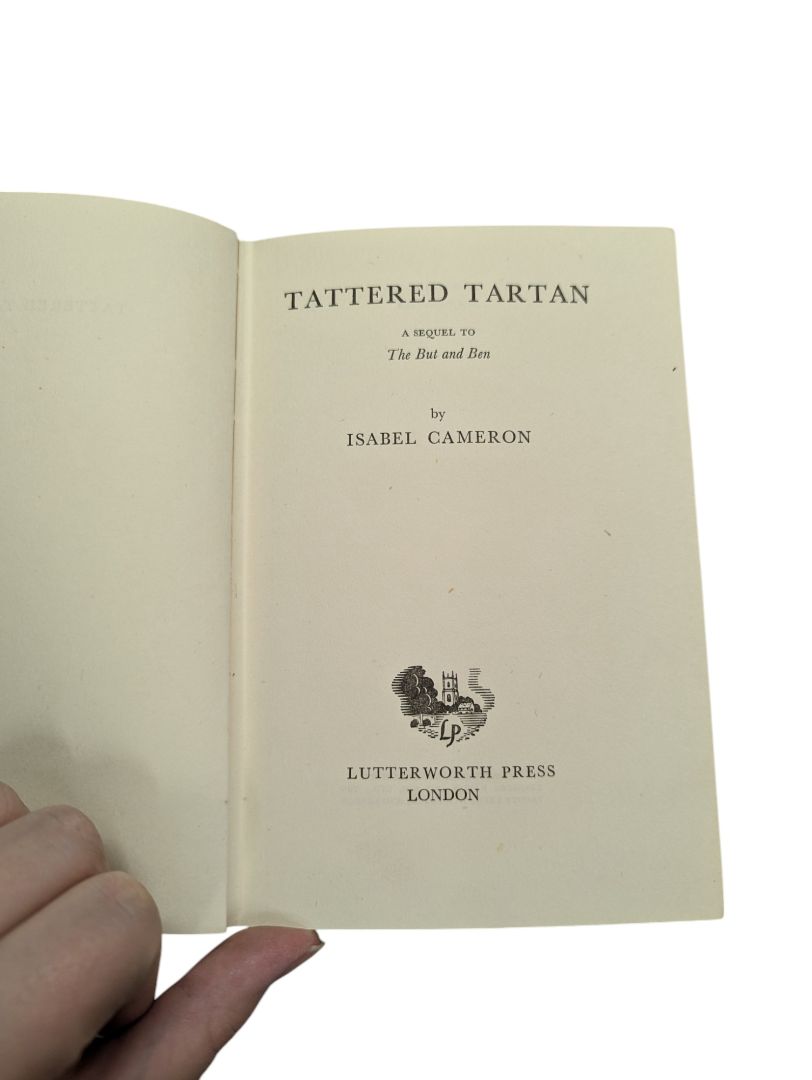 TATTERED TARTAN
A SEQUEL TO
The But and Ben
by
ISABEL CAMERON
LP
LUTTERWORTH PRESS
LONDON